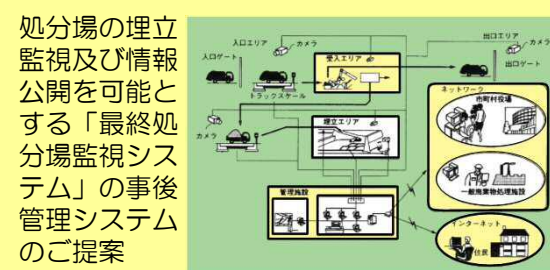 処分場の埋立
監視及び情報
公開を可能と
する「最終処
分場監視シス
テム」の事後
管理システム
のご提案
入口エリア
カメラ
入口ゲート
受入エリア
トラックスケール
出口エリア
カメラ
出口ゲート
カメラ
埋立エリア
管理施設
ネットワーク
市町村役場
一般廃棄物処理施設
インターネット
住民